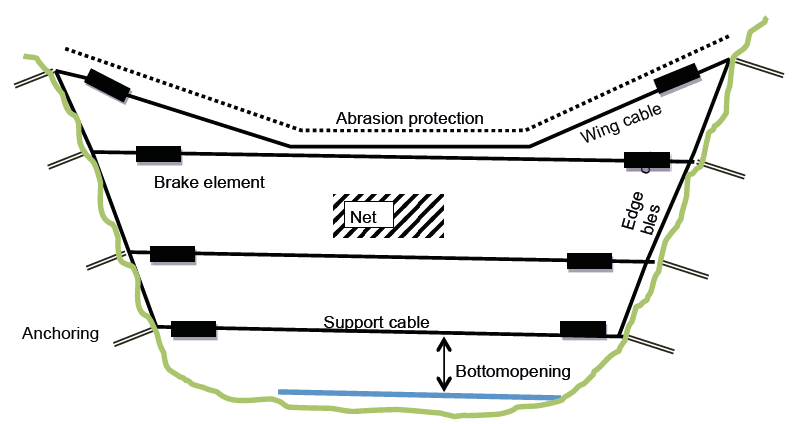 Abrasion protection
Wing cable
Brake element
Net
Edge
bles
Support cable
Anchoring
Bottomopening